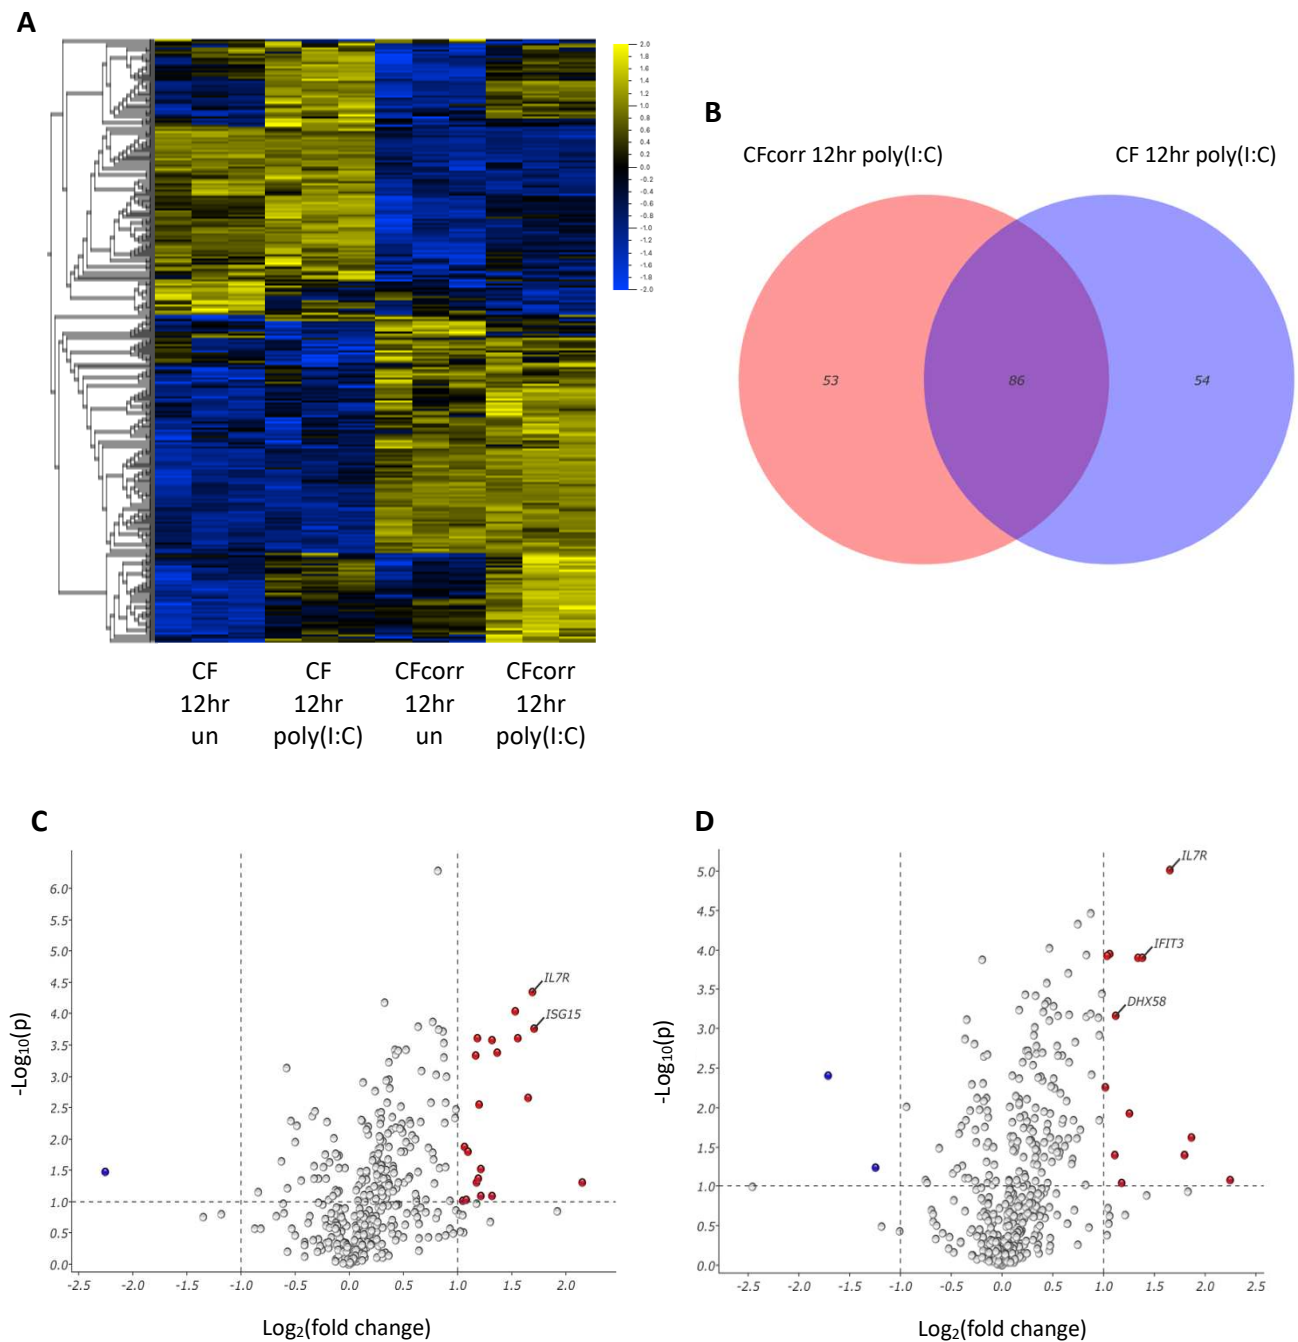 A
2.0
1.8
1.6
1.4
1.2
1.0
0.8
0.6
0.4
0.2
0.0
-0.2
-0.4
-0.6
-0.8
-1.0
-1.2
-1.4
-1.6
-1.8
-2.0
CF
12hr
un
CF
12hr
poly(I:C)
CFcorr
12hr
un
CFcorr
12hr
poly(I:C)
B
CFcorr 12hr poly(I:C)
CF 12hr poly(I:C)
53
86
54
C
-Log10(p)
6.0
5.5
5.0
4.5
4.0
3.5
3.0
2.5
2.0
1.5
1.0
0.5
0.0
IL7R
ISG15
-2.5 -2.0 -1.5 -1.0 -0.5 0.0 0.5 1.0 1.5 2.0
Log2(fold change)
D
-Log10(p)
5.0
4.5
4.0
3.5
3.0
2.5
2.0
1.5
1.0
0.5
0.0
IL7R
IFIT3
DHX58
-2.5 -2.0 -1.5 -1.0 -0.5 0.0 0.5 1.0 1.5 2.0 2.5
Log2(fold change)